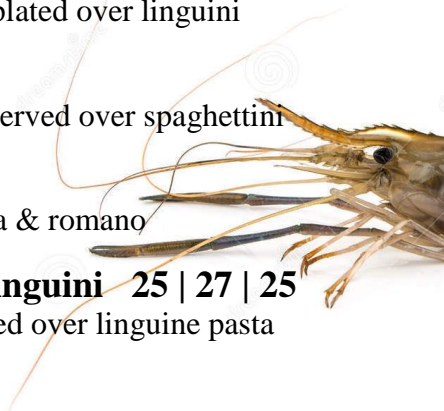 plated over linguini
erved over spaghettini
a & romano
nguini 25 | 27 | 25
ed over linguine pasta